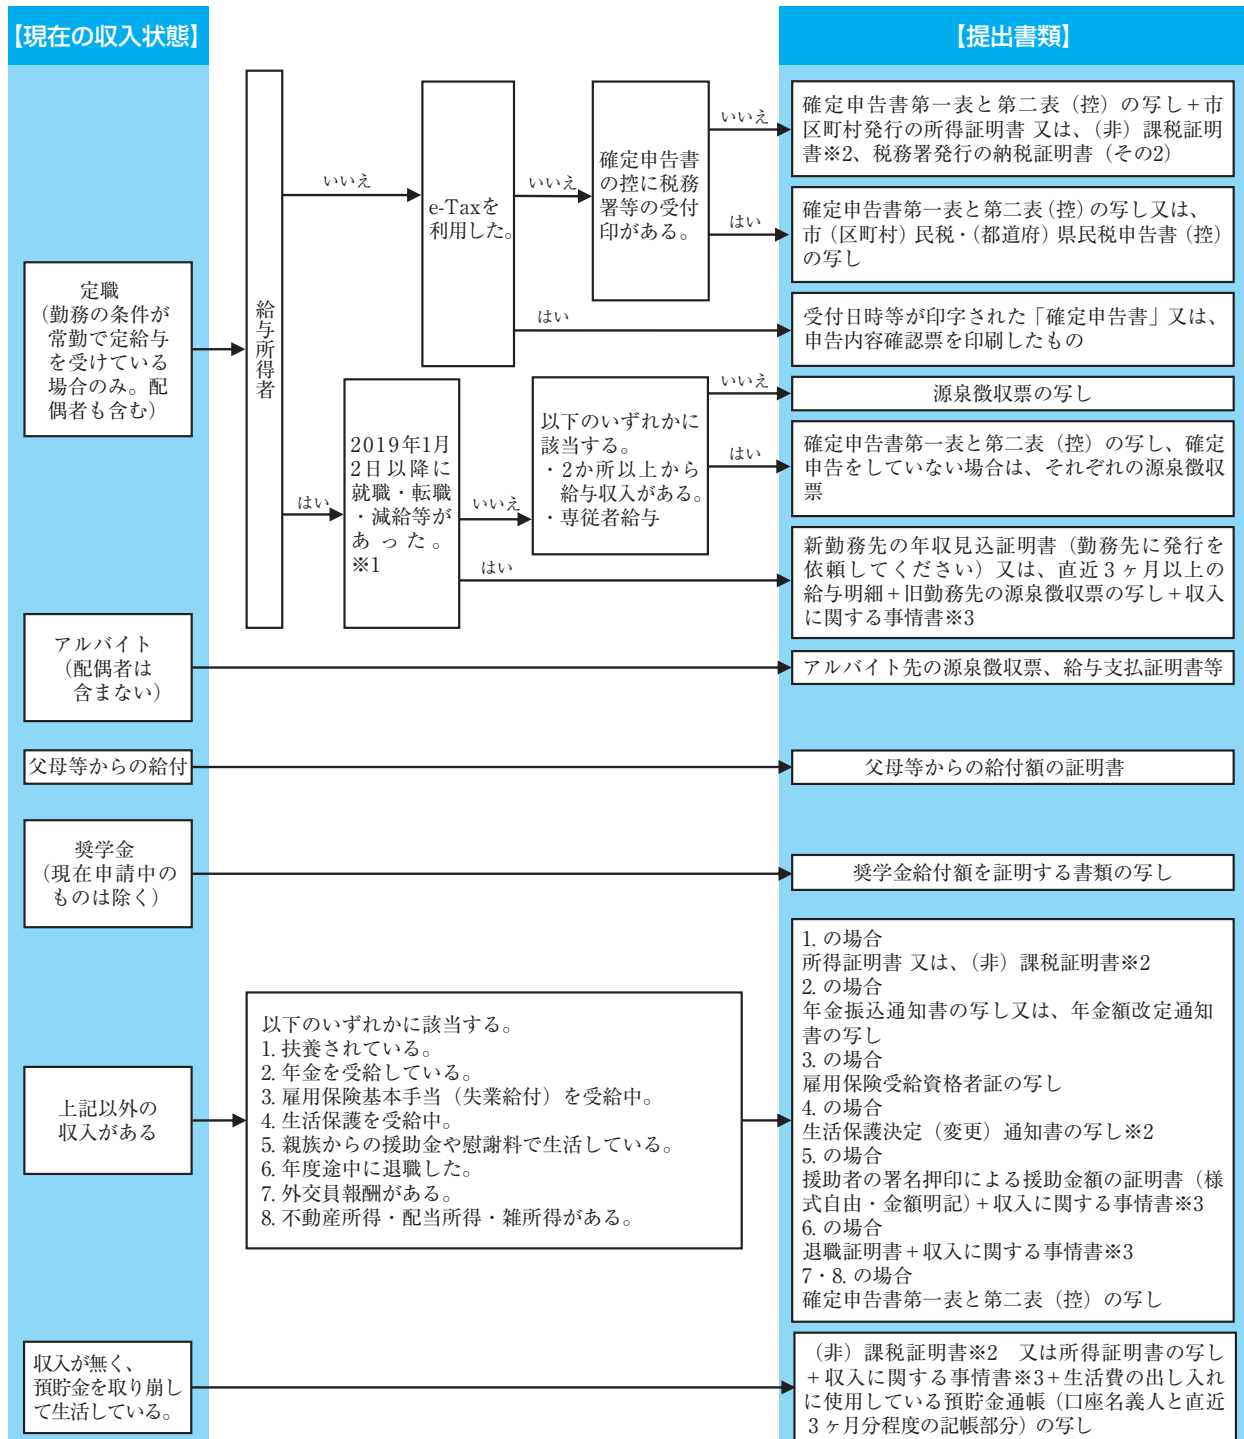 【現在の収入状態】
【提出書類】
定職
(勤務の条件が
常勤で定給与
を受けている
場合のみ。配
偶者も含む)
給与所得者
いいえ
はい
e-Taxを
利用した。
いいえ
はい
確定申告書
の控に税務
署等の受付
印がある。
いいえ
はい
確定申告書第一表と第二表（控）の写し+市
区町村発行の所得証明書 又は、（非）課税証明
書※2、税務署発行の納税証明書（その2）
確定申告書第一表と第二表（控）の写し又は、
市（区町村）民税・（都道府）県民税申告書（控）
の写し
受付日時等が印字された「確定申告書」又は、
申告内容確認票を印刷したもの
2019年1月
2日以降に
就職・転職
・減給等が
あった。
※1
いいえ
はい
以下のいずれかに
該当する。
・2か所以上から
給与収入がある。
・専従者給与
いいえ
はい
源泉徴収票の写し
確定申告書第一表と第二表（控）の写し、確定
申告をしていない場合は、それぞれの源泉徴収
票
新勤務先の年収見込証明書（勤務先に発行を
依頼してください）又は、直近3ヶ月以上の
給与明細+旧勤務先の源泉徴収票の写し+収入
に関する事情書※3
アルバイト
（配偶者は
含まない）
アルバイト先の源泉徴収票、給与支払証明書等
父母等からの給付
父母等からの給付額の証明書
奨学金
（現在申請中の
ものは除く）
奨学金給付額を証明する書類の写し
上記以外の
収入がある
以下のいずれかに該当する。
1. 扶養されている。
2. 年金を受給している。
3. 雇用保険基本手当（失業給付）を受給中。
4. 生活保護を受給中。
5. 親族からの援助金や慰謝料で生活している。
6. 年度途中に退職した。
7. 外交員報酬がある。
8. 不動産所得・配当所得・雑所得がある。
1. の場合
所得証明書 又は、（非）課税証明書※2
2. の場合
年金振込通知書の写し又は、年金額改定通知
書の写し
3. の場合
雇用保険受給資格者証の写し
4. の場合
生活保護決定（変更）通知書の写し※2
5. の場合
援助者の署名押印による援助金額の証明書（様
式自由・金額明記）+収入に関する事情書※3
6. の場合
退職証明書+収入に関する事情書※3
7・8. の場合
確定申告書第一表と第二表（控）の写し
収入が無く、
預貯金を取り崩し
て生活している。
（非）課税証明書※2 又は所得証明書の写し
+収入に関する事情書※3+生活費の出し入れ
に使用している預貯金通帳（口座名義人と直近
3ヶ月分程度の記帳部分）の写し